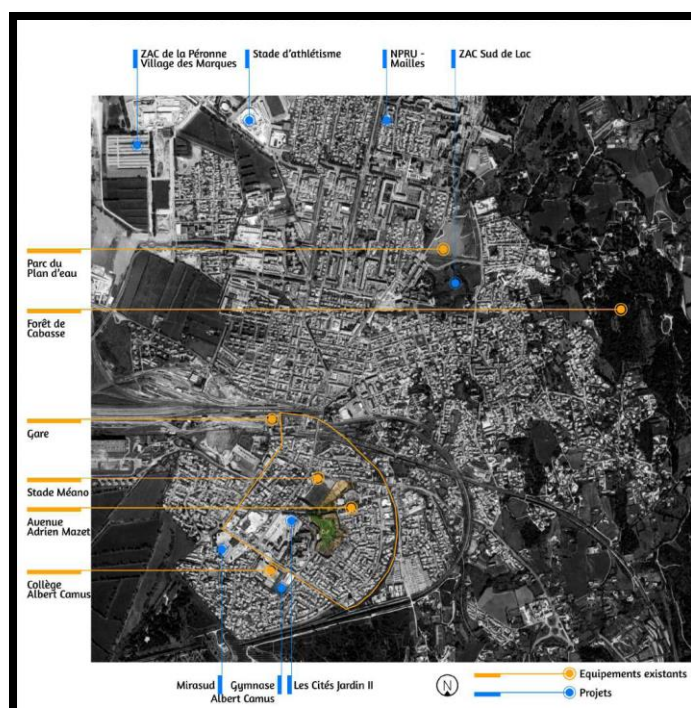 ZAC de la Péronne
Village des Marques
Stade d'athlétisme
NPRU -
Mailles
ZAC Sud de Lac
Parc du
Plan d'eau
Forêt de
Cabasse
Gare
Stade Méano
Avenue
Adrien Mazet
Collège
Albert Camus
Mirasud
Gymnase
Albert Camus
Les Cités Jardin II
N
Equipements existants
Projets